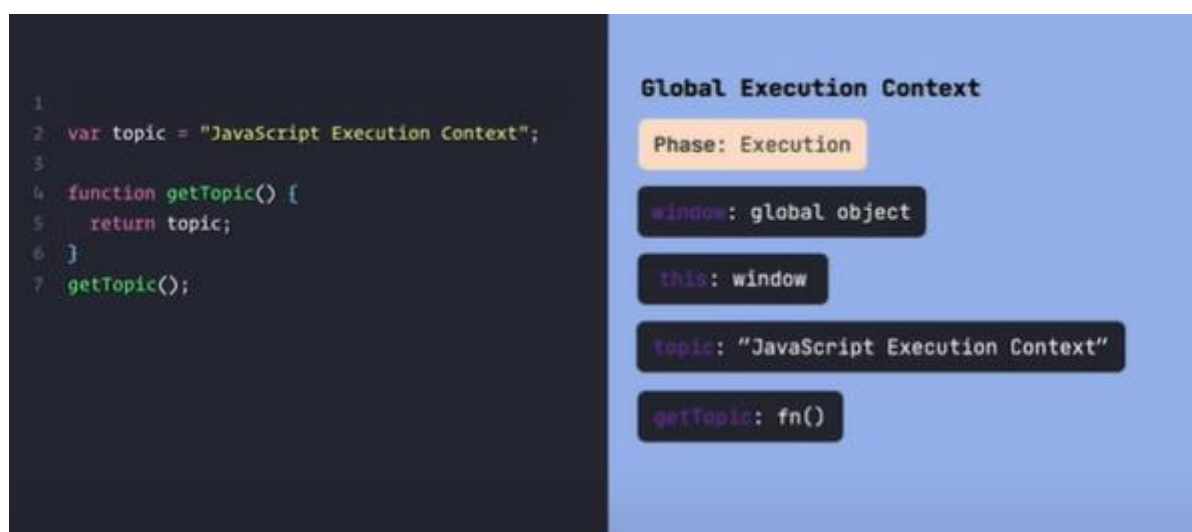 1
2 var topic = "JavaScript Execution Context";
3
4 function getTopic() {
5 return topic;
6 }
7 getTopic();
Global Execution Context
Phase: Execution
window: global object
this: window
topic: “JavaScript Execution Context”
getTopic: fn()